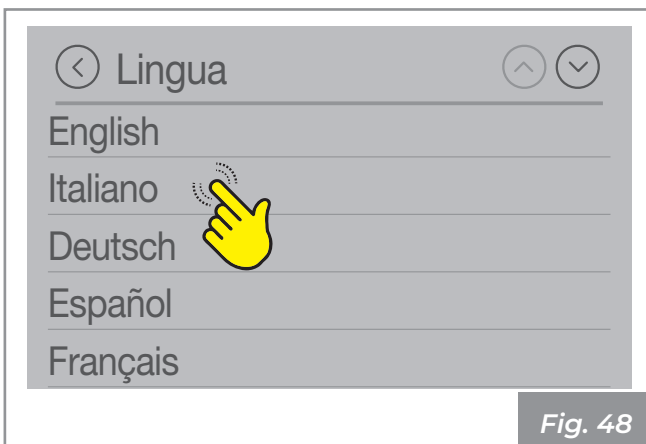 Lingua
English
Italiano
Deutsch
Español
Français
Fig. 48